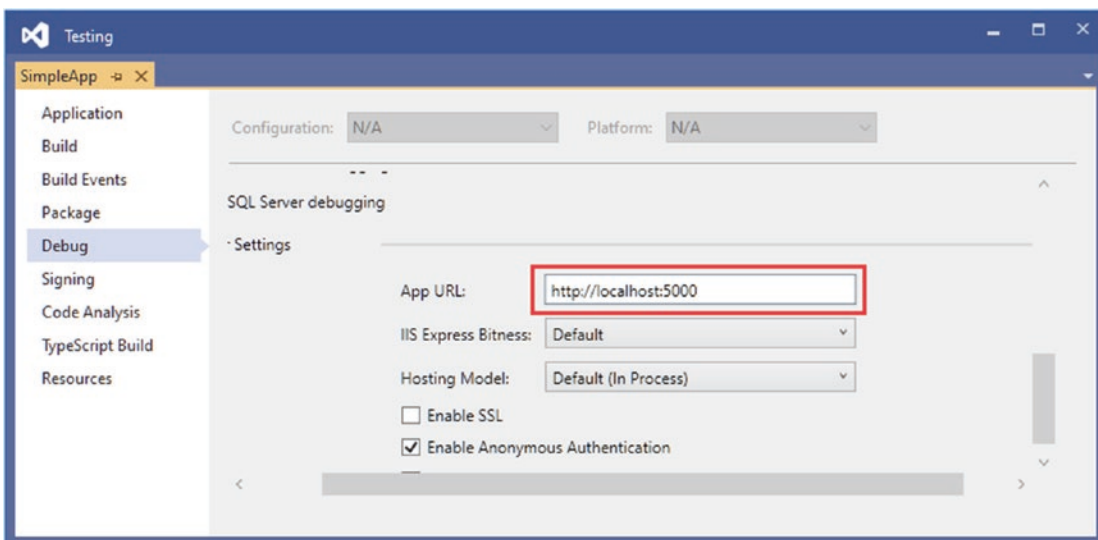 Testing
SimpleApp
Application
Build
Build Events
Package
Debug
Signing
Code Analysis
TypeScript Build
Resources
Configuration: N/A Platform: N/A
SQL Server debugging
Settings
App URL: http://localhost:5000
IIS Express Bitness: Default
Hosting Model: Default (In Process)
Enable SSL
Enable Anonymous Authentication